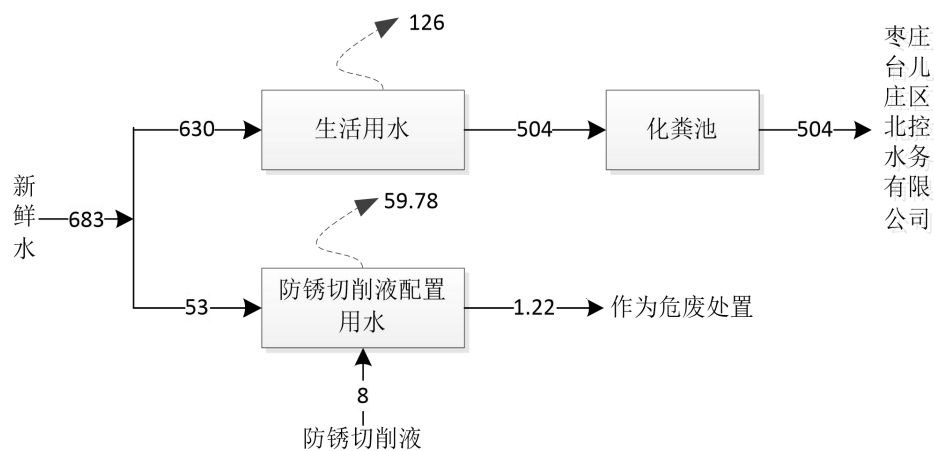 126
630
生活用水
504
化粪池
504
枣庄
台儿
庄区
北控
水务
有限
公司
新
鲜
水
683
59.78
53
防锈切削液配置
用水
1.22
作为危废处置
8
防锈切削液